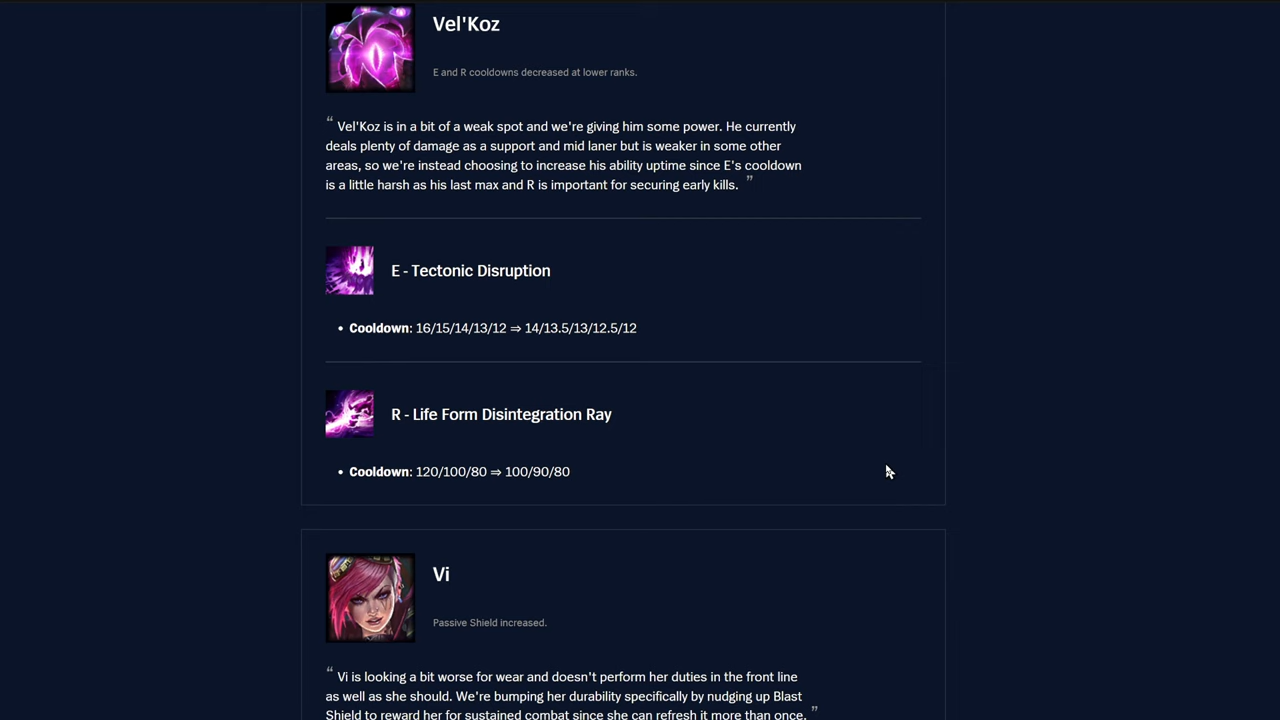 Vel'Koz
E and R cooldowns decreased at lower ranks.
“ Vel'Koz is in a bit of a weak spot and we're giving him some power. He currently
deals plenty of damage as a support and mid laner but is weaker in some other
areas, so we're instead choosing to increase his ability uptime since E's cooldown
is a little harsh as his last max and R is important for securing early kills. ”
E - Tectonic Disruption
• Cooldown: 16/15/14/13/12 ⇒ 14/13.5/13/12.5/12
R - Life Form Disintegration Ray
• Cooldown: 120/100/80 ⇒ 100/90/80
Vi
Passive Shield increased.
“ Vi is looking a bit worse for wear and doesn't perform her duties in the front line
as well as she should. We're bumping her durability specifically by nudging up Blast
Shield to reward her for sustained combat since she can refresh it more than once. ”